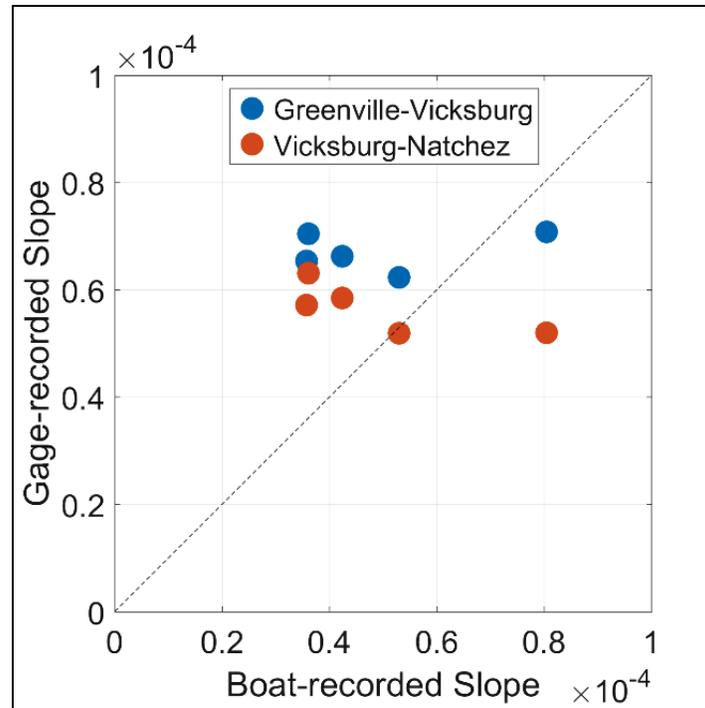 ×10⁻⁴
1
0.8
0.6
0.4
0.2
0
Gage-recorded Slope
Greenville-Vicksburg
Vicksburg-Natchez
0 0.2 0.4 0.6 0.8 1
Boat-recorded Slope ×10⁻⁴